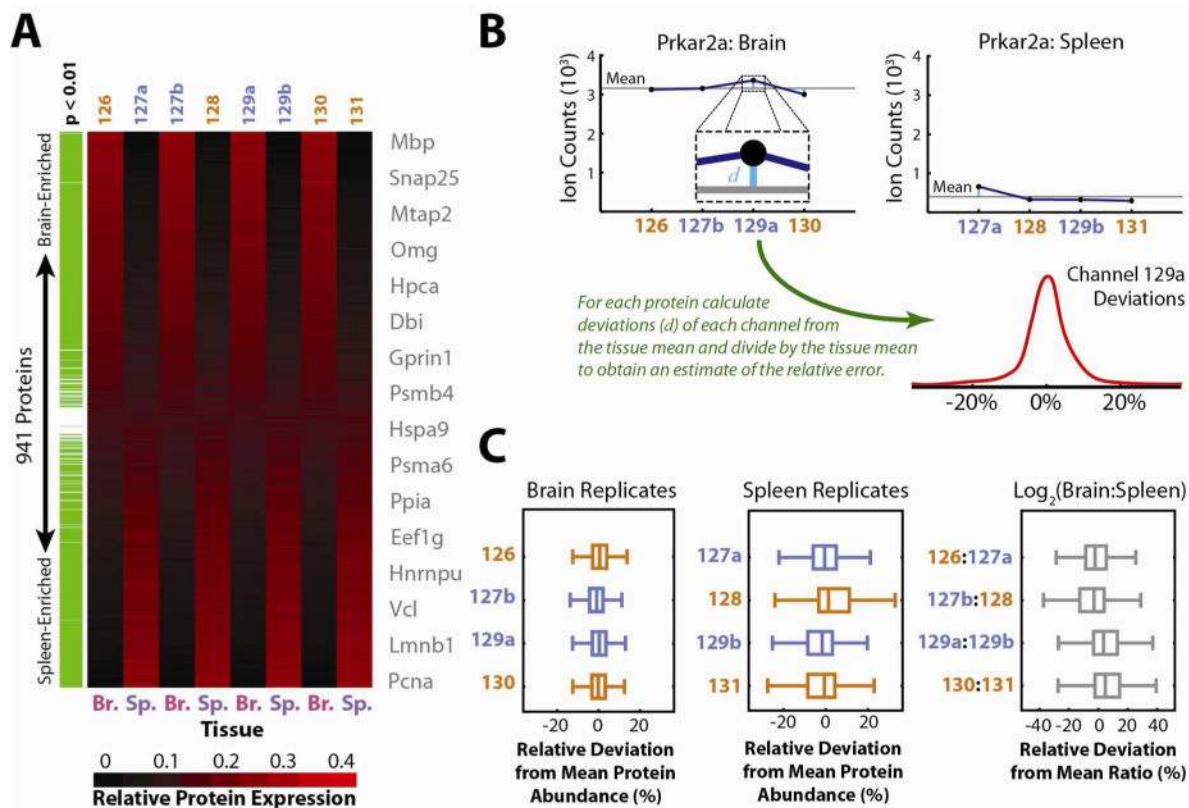 A
p < 0.01
126
127a
127b
128
129a
129b
130
131
Brain-Enriched
941 Proteins
Spleen-Enriched
Mbp
Snap25
Mtap2
Omg
Hpca
Dbi
Gprin1
Psmb4
Hspa9
Psma6
Ppia
Eef1g
Hnrnpu
Vcl
Lmnb1
Pcna
Br. Sp. Br. Sp. Br. Sp. Br. Sp.
Tissue
0 0.1 0.2 0.3 0.4
Relative Protein Expression
B
Prkar2a: Brain
Ion Counts (10³)
4
3
2
1
Mean
d
126 127b 129a 130
Prkar2a: Spleen
Ion Counts (10³)
4
3
2
1
Mean
127a 128 129b 131
For each protein calculate
deviations (d) of each channel from
the tissue mean and divide by the tissue mean
to obtain an estimate of the relative error.
Channel 129a
Deviations
-20% 0% 20%
C
Brain Replicates
126
127b
129a
130
-20 0 20
Relative Deviation
from Mean Protein
Abundance (%)
Spleen Replicates
127a
128
129b
131
-20 0 20
Relative Deviation
from Mean Protein
Abundance (%)
Log₂(Brain:Spleen)
126:127a
127b:128
129a:129b
130:131
-40 -20 0 20 40
Relative Deviation
from Mean Ratio (%)